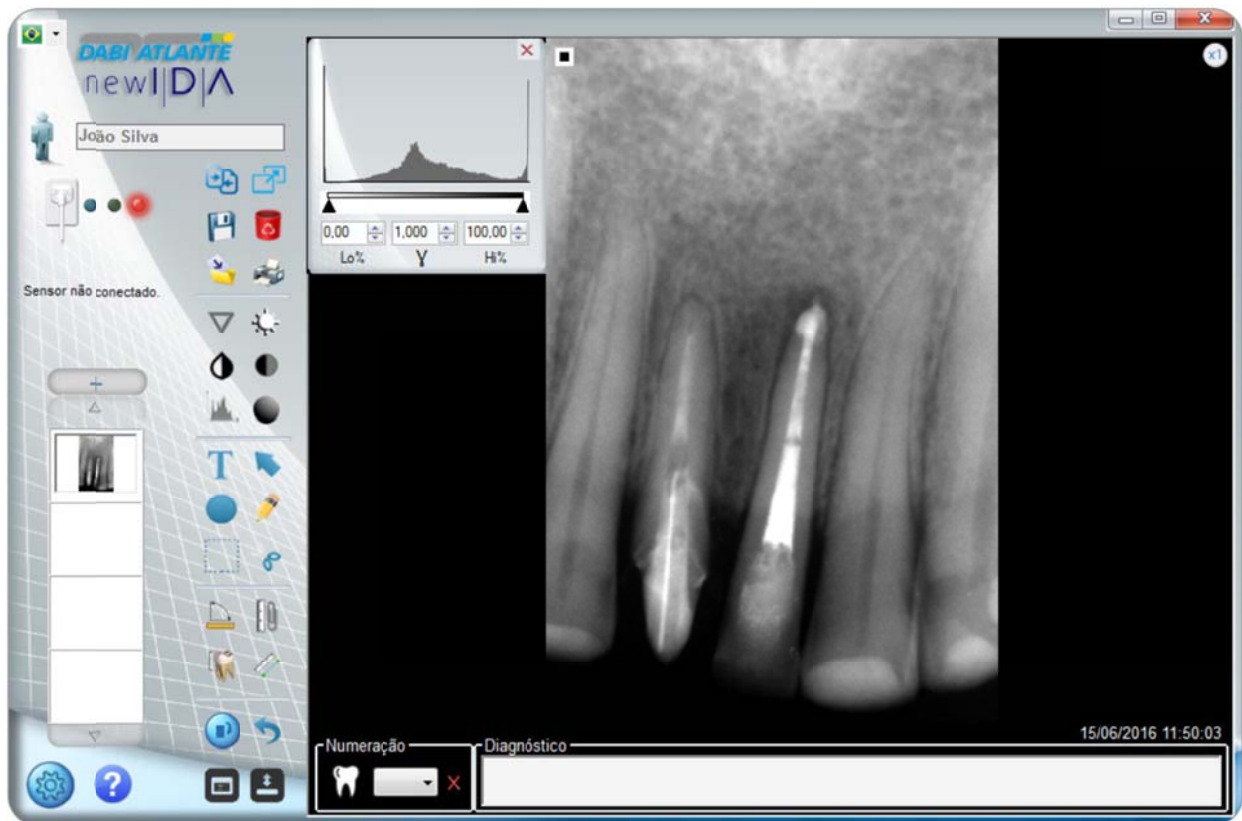 DABI ATLANTE
newI|D|A
João Silva
Sensor não conectado.
0,00 1,000 100,00
Lo% γ Hi%
x1
T
15/06/2016 11:50:03
Numeração
Diagnóstico
?